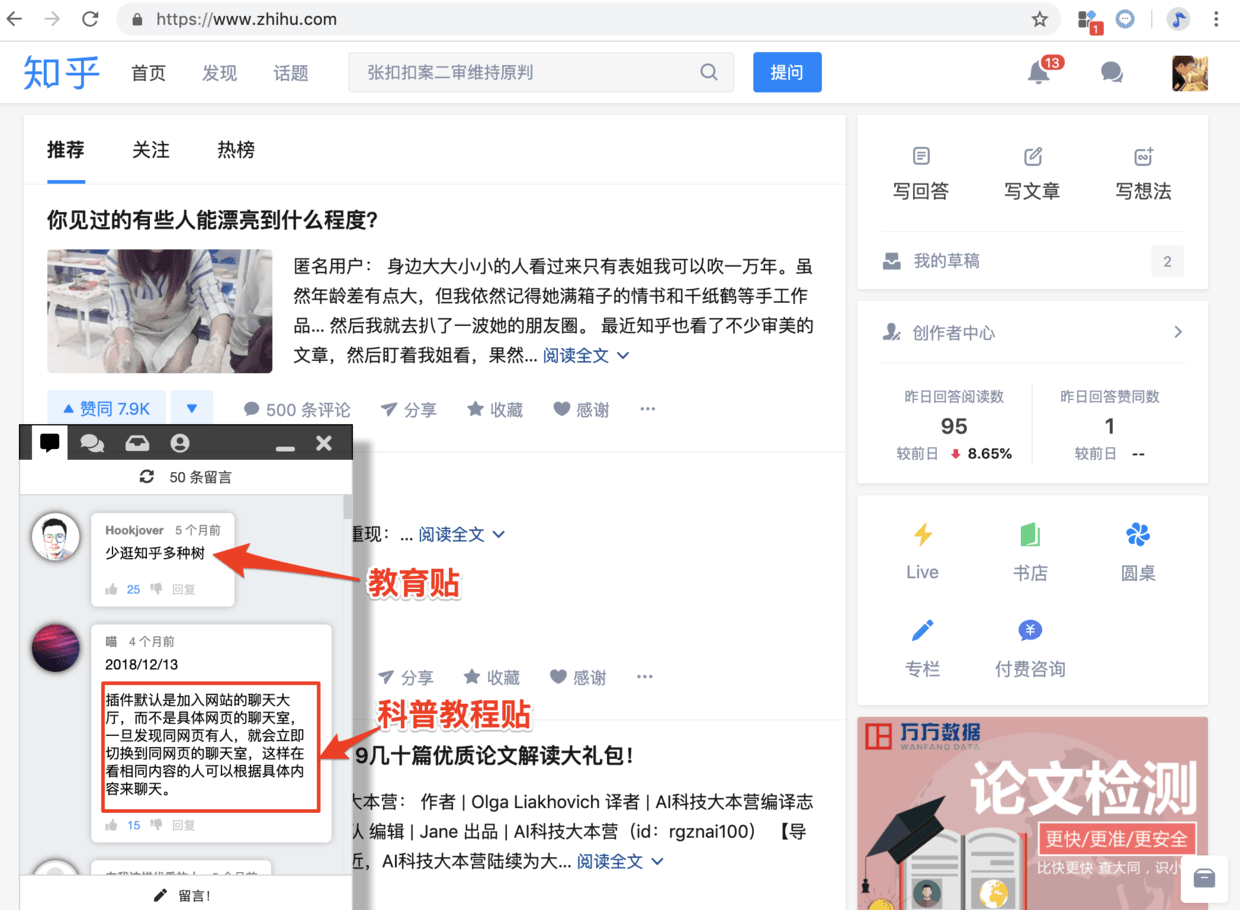 https://www.zhihu.com
1
知乎
首页
发现
话题
张扣扣案二审维持原判
提问
13
推荐
关注
热榜
你见过的有些人能漂亮到什么程度?
匿名用户： 身边大大小小的人看过来只有表姐我可以吹一万年。虽
然年龄差有点大，但我依然记得她满箱子的情书和千纸鹤等手工作
品... 然后我就去扒了一波她的朋友圈。 最近知乎也看了不少审美的
文章，然后盯着我姐看，果然... 阅读全文
赞同 7.9K
500 条评论
分享
收藏
感谢
重现：... 阅读全文
分享
收藏
感谢
9几十篇优质论文解读大礼包！
大本营： 作者 | Olga Liakhovich 译者 | AI科技大本营编译志
队 编辑 | Jane 出品 | AI科技大本营（id：rgznai100） 【导
近，AI科技大本营陆续为大... 阅读全文
50 条留言
Hookjover 5 个月前
少逛知乎多种树
25
回复
喵 4 个月前
2018/12/13
插件默认是加入网站的聊天大
厅，而不是具体网页的聊天室，
一旦发现同网页有人，就会立即
切换到同网页的聊天室，这样在
看相同内容的人可以根据具体内
容来聊天。
15
回复
留言!
教育贴
科普教程贴
写回答
写文章
写想法
我的草稿
2
创作者中心
昨日回答阅读数
昨日回答赞同数
95
1
较前日 8.65%
较前日 --
Live
书店
圆桌
专栏
付费咨询
万方数据
WANFANG DATA
论文检测
更快/更准/更安全
比快更快 查大同，识小